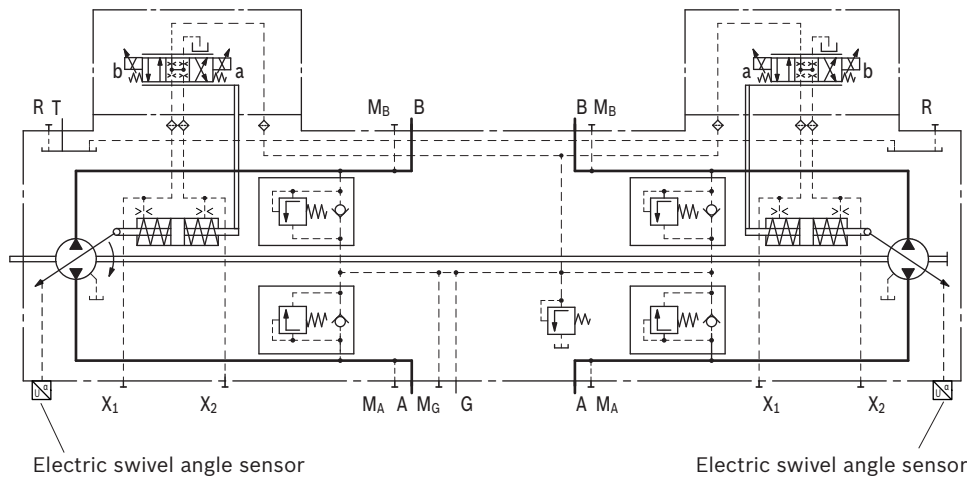 b a a b
R T M_B B B M_B R
> < > < > < > <
U α X₁ X₂ M_A A M_G G A M_A X₁ X₂ U α
Electric swivel angle sensor Electric swivel angle sensor